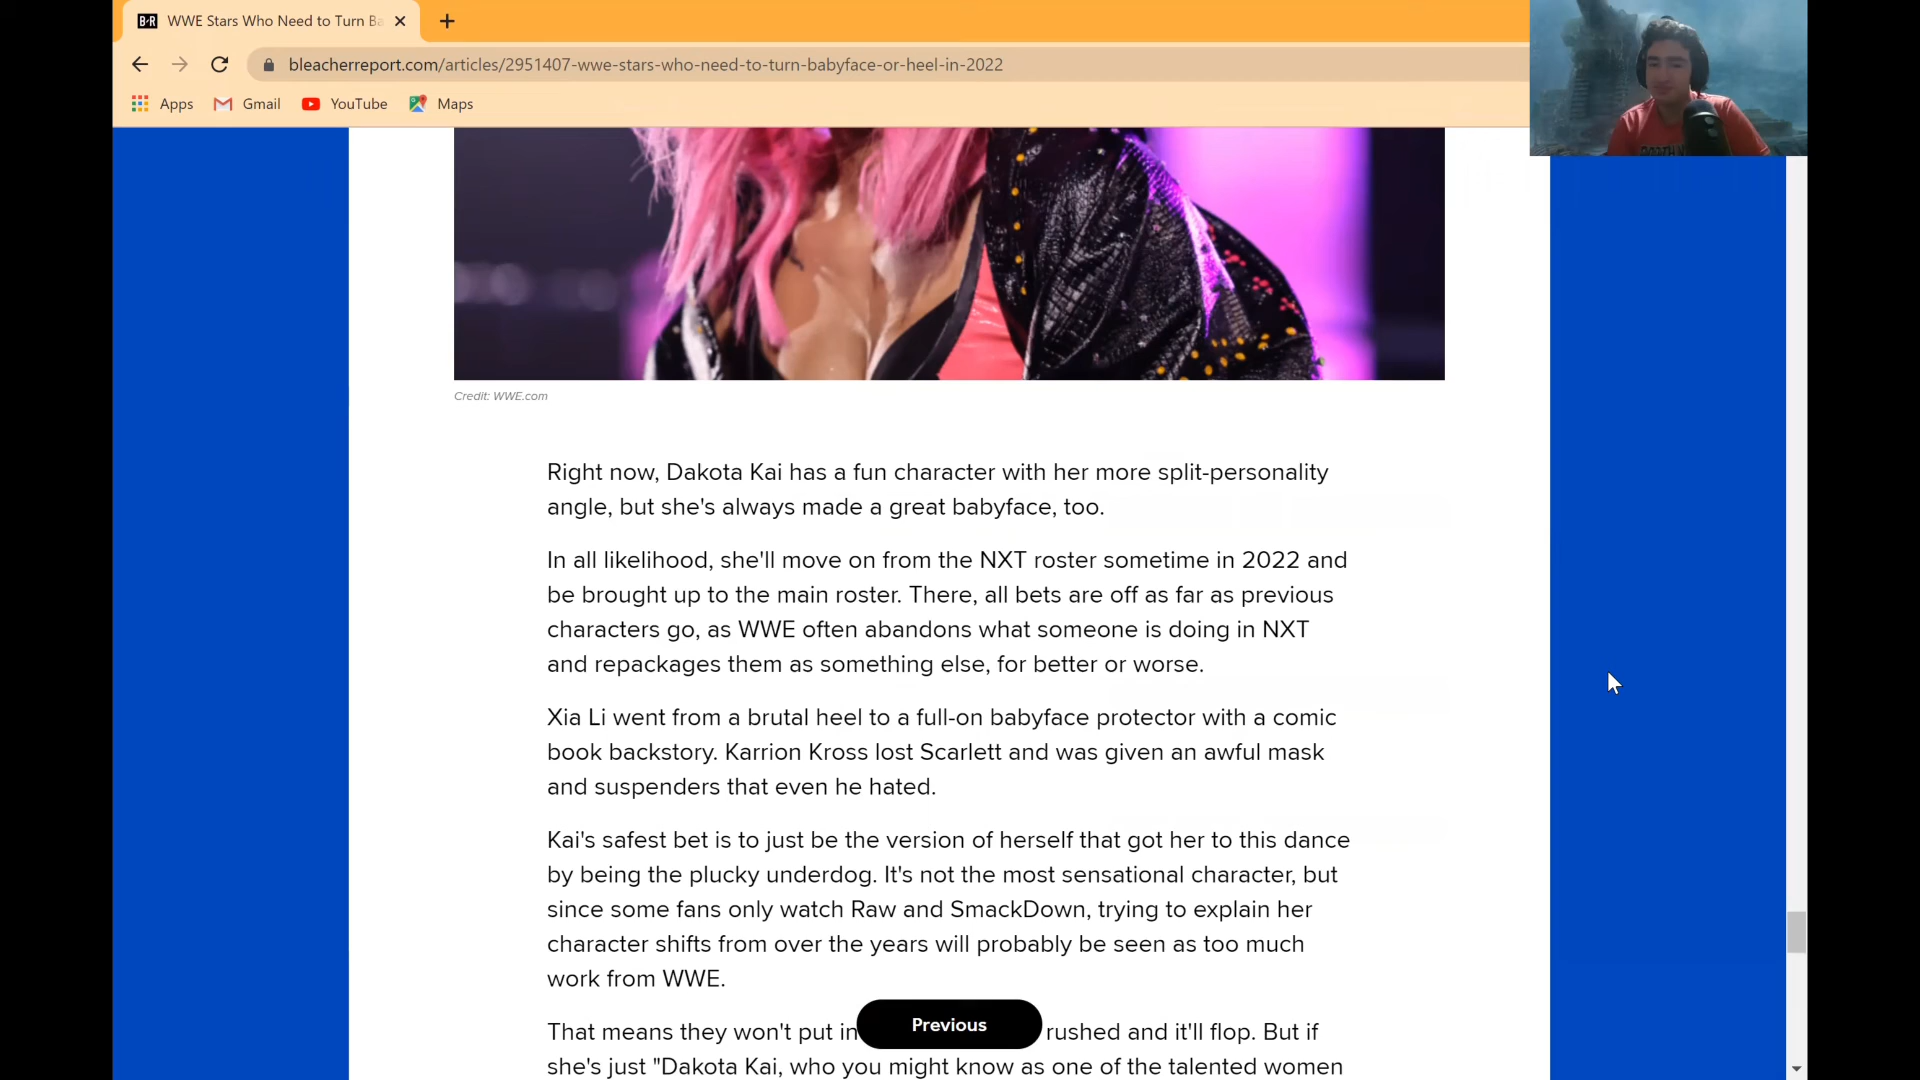 B/R WWE Stars Who Need to Turn Ba
bleacherreport.com/articles/2951407-wwe-stars-who-need-to-turn-babyface-or-heel-in-2022
Apps Gmail YouTube Maps
Credit: WWE.com
Right now, Dakota Kai has a fun character with her more split-personality
angle, but she's always made a great babyface, too.
In all likelihood, she'll move on from the NXT roster sometime in 2022 and
be brought up to the main roster. There, all bets are off as far as previous
characters go, as WWE often abandons what someone is doing in NXT
and repackages them as something else, for better or worse.
Xia Li went from a brutal heel to a full-on babyface protector with a comic
book backstory. Karrion Kross lost Scarlett and was given an awful mask
and suspenders that even he hated.
Kai's safest bet is to just be the version of herself that got her to this dance
by being the plucky underdog. It's not the most sensational character, but
since some fans only watch Raw and SmackDown, trying to explain her
character shifts from over the years will probably be seen as too much
work from WWE.
That means they won't put in Previous rushed and it'll flop. But if
she's just "Dakota Kai, who you might know as one of the talented women